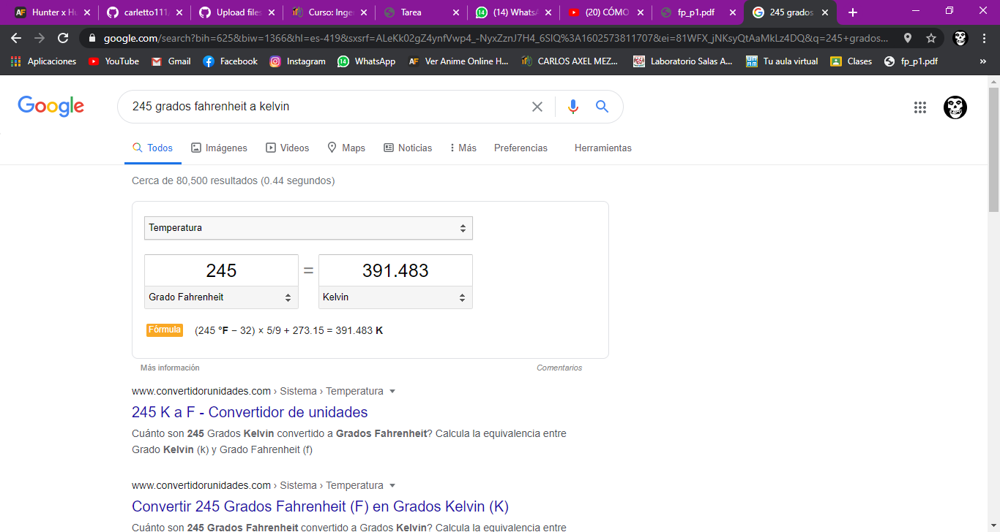 Hunter x Hu
carletto111/
Upload files
Curso: Inge
Tarea
(14) WhatsA
(20) CÓMO
fp_p1.pdf
245 grados
google.com/search?bih=625&biw=1366&hl=es-419&sxsrf=ALeKk02gZ4ynfVwp4_-NyxZznJ7H4_6SlQ%3A1602573811707&ei=81WFX_jNKsyQtAaMkLz4DQ&q=245+grados...
Aplicaciones
YouTube
Gmail
Facebook
Instagram
WhatsApp
AF Ver Anime Online H...
CARLOS AXEL MEZ...
Laboratorio Salas A...
Tu aula virtual
Clases
fp_p1.pdf
»
Google
245 grados fahrenheit a kelvin
Todos
Imágenes
Videos
Maps
Noticias
Más
Preferencias
Herramientas
Cerca de 80,500 resultados (0.44 segundos)
Temperatura
245 = 391.483
Grado Fahrenheit
Kelvin
Fórmula (245 °F − 32) × 5/9 + 273.15 = 391.483 K
Más información
Comentarios
www.convertidorunidades.com › Sistema › Temperatura
245 K a F - Convertidor de unidades
Cuánto son 245 Grados Kelvin convertido a Grados Fahrenheit? Calcula la equivalencia entre
Grado Kelvin (k) y Grado Fahrenheit (f)
www.convertidorunidades.com › Sistema › Temperatura
Convertir 245 Grados Fahrenheit (F) en Grados Kelvin (K)
Cuánto son 245 Grados Fahrenheit convertido a Grados Kelvin? Calcula la equivalencia entre